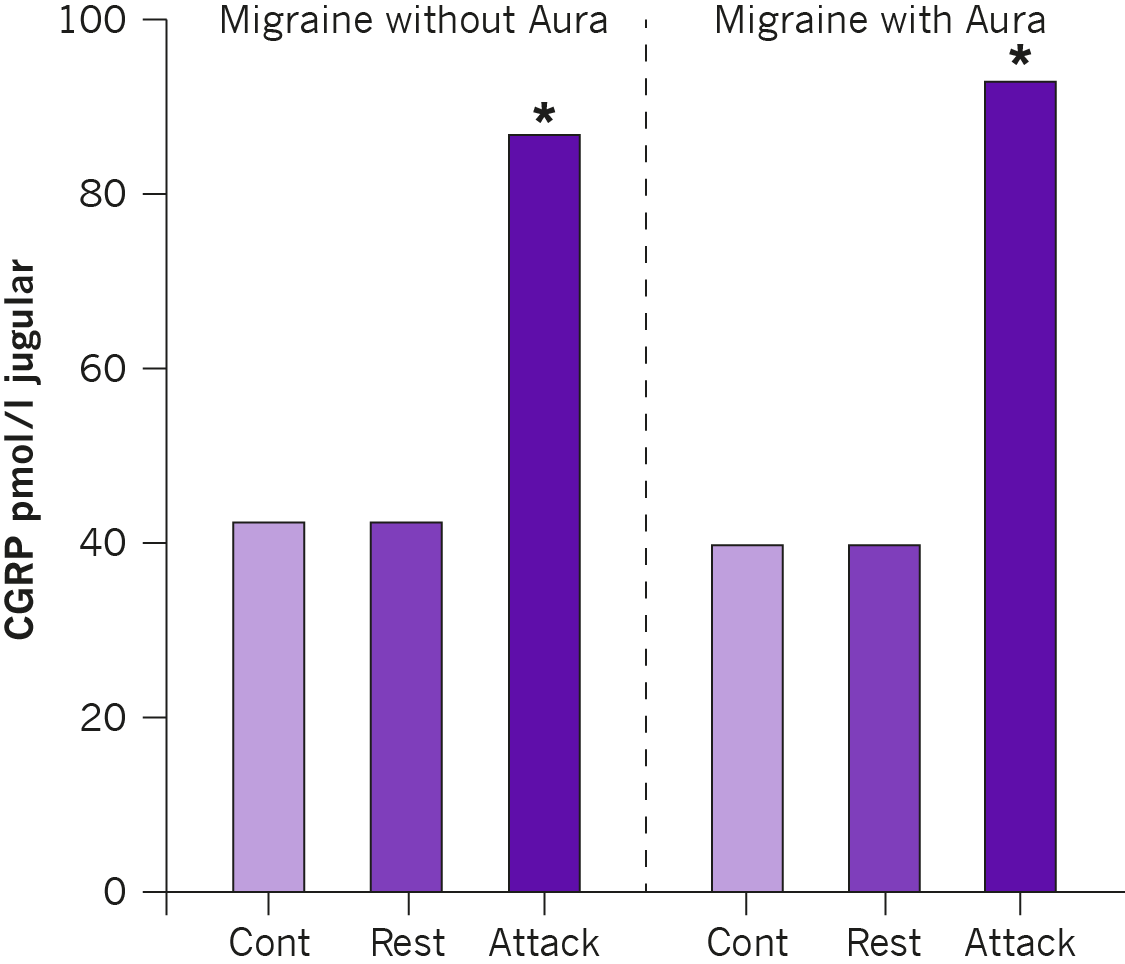 Migraine without Aura
Migraine with Aura
100
80
60
40
20
0
CGRP pmol/l jugular
*
*
Cont Rest Attack
Cont Rest Attack